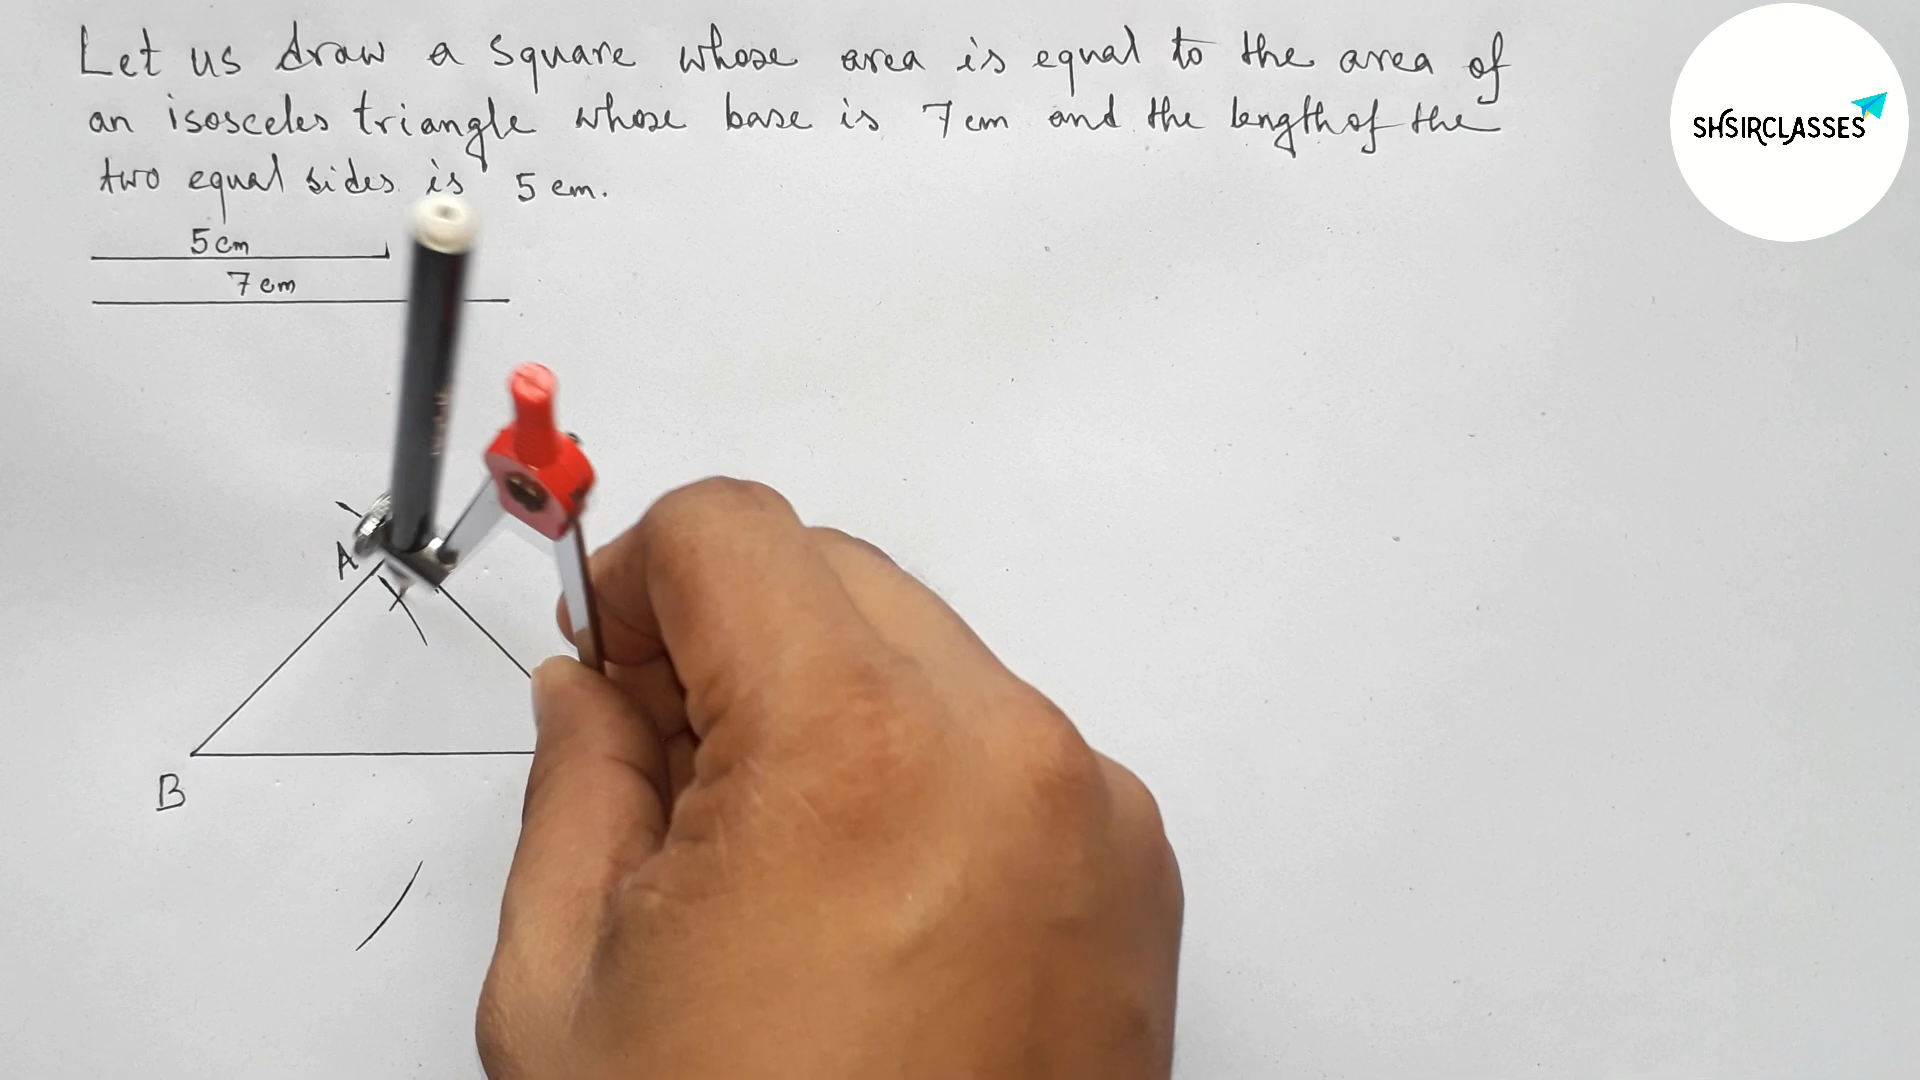 Let us draw a square whose area is equal to the area of
an isosceles triangle whose base is 7 cm and the length of the
two equal sides is 5 cm.
5 cm
7 cm
A
B
SHSIRCLASSES